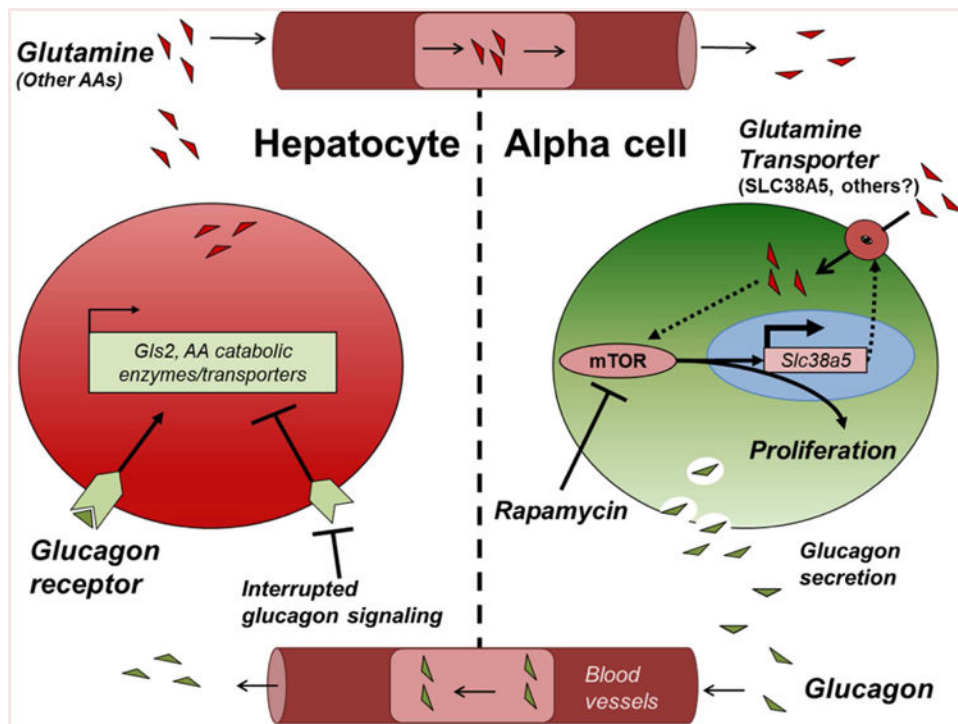 Glutamine
(Other AAs)
Hepatocyte
Alpha cell
Glutamine
Transporter
(SLC38A5, others?)
Gls2, AA catabolic
enzymes/transporters
mTOR
Slc38a5
Proliferation
Rapamycin
Glucagon
receptor
Interrupted
glucagon signaling
Glucagon
secretion
Blood
vessels
Glucagon